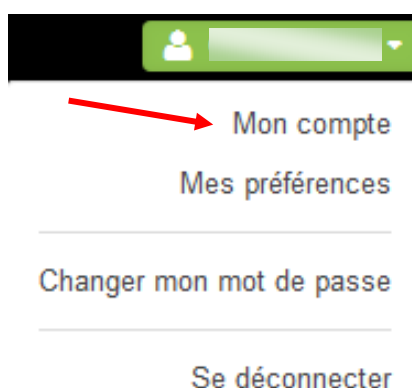 Mon compte
Mes préférences
Changer mon mot de passe
Se déconnecter